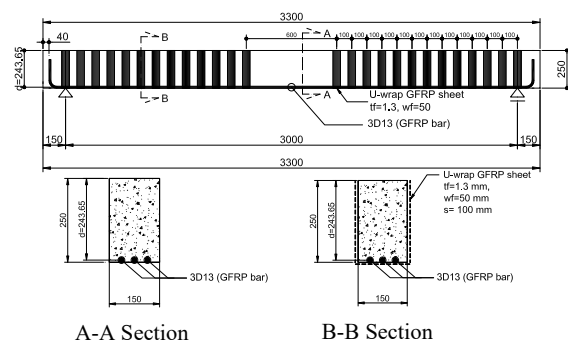 3300
40
B
A
600
100 100 100 100 100 100 100 100 100 100
d=243.65
250
B
A
U-wrap GFRP sheet
tf=1.3, wf=50
3D13 (GFRP bar)
150
3000
150
3300
250
d=243.65
3D13 (GFRP bar)
150
A-A Section
U-wrap GFRP sheet
tf=1.3 mm,
wf=50 mm
s= 100 mm
250
d=243.65
3D13 (GFRP bar)
150
B-B Section